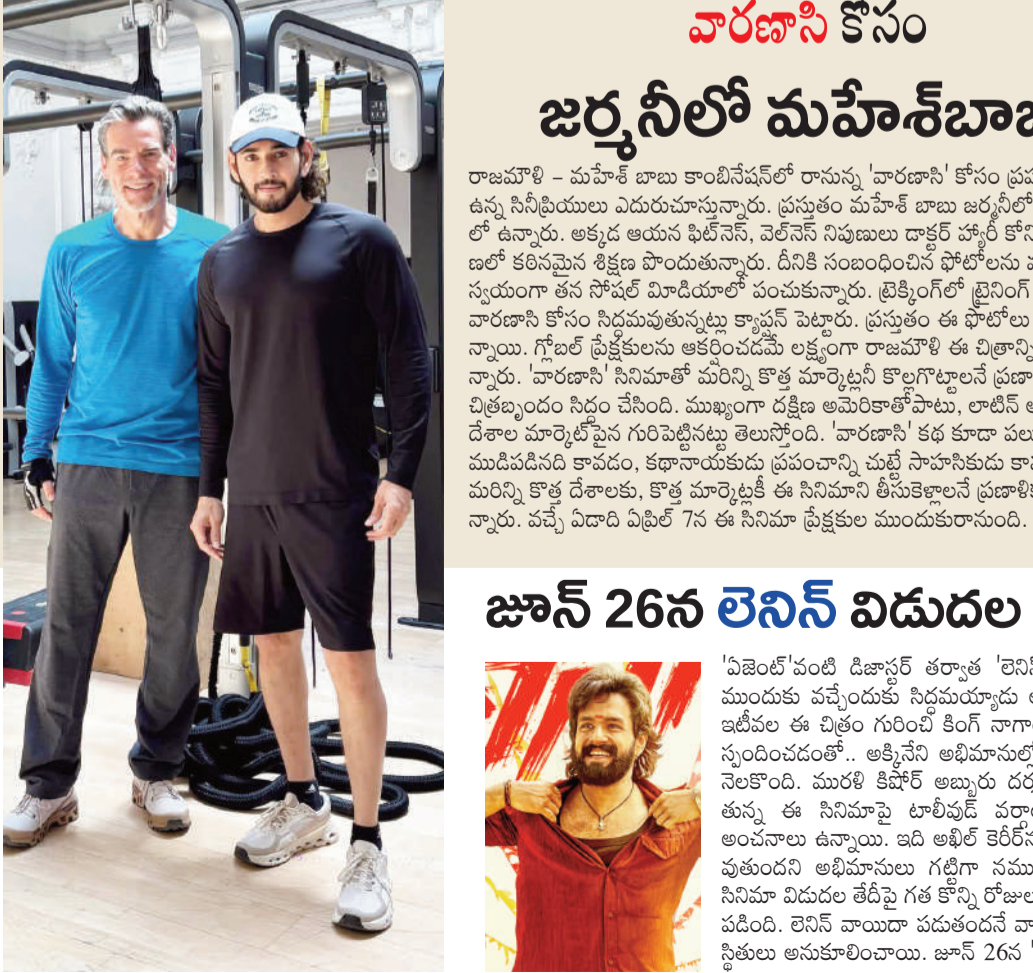 వారణాసి కోసం
జర్మనీలో మహేశ్‌బాబు
రాజమౌళి – మహేశ్ బాబు కాంబినేషన్‌లో రానున్న 'వారణాసి' కోసం
ఉన్న సినీప్రియులు ఎదురుచూస్తున్నారు. ప్రస్తుతం మహేశ్ బాబు జర్మనీలో
లో ఉన్నారు. అక్కడ ఆయన ఫిట్‌నెస్, వెల్‌నెస్ నిపుణులు డాక్టర్ హ్యారీ
ణలో కఠినమైన శిక్షణ పొందుతున్నారు. దీనికి సంబంధించిన ఫోటోలను
స్వయంగా తన సోషల్ మీడియాలో పంచుకున్నారు. ట్రెక్కింగ్‌లో ట్రైనింగ్
వారణాసి కోసం సిద్ధమవుతున్నట్లు క్యాప్షన్ పెట్టారు. ప్రస్తుతం ఈ ఫొటోలు
న్నాయి. గ్లోబల్ ప్రేక్షకులను ఆకర్షించడమే లక్ష్యంగా రాజమౌళి ఈ చిత్రాన్ని
న్నారు. 'వారణాసి' సినిమాతో మరిన్ని కొత్త మార్కెట్లనీ కొల్లగొట్టాలనే
చిత్రబృందం సిద్ధం చేసింది. ముఖ్యంగా దక్షిణ అమెరికాతోపాటు, లాటిన్
దేశాల మార్కెట్‌పైన గురిపెట్టినట్టు తెలుస్తోంది. 'వారణాసి' కథ కూడా
ముడిపడినది కావడం, కథానాయకుడు ప్రపంచాన్ని చుట్టే సాహసికుడు
మరిన్ని కొత్త దేశాలకు, కొత్త మార్కెట్లకీ ఈ సినిమాని తీసుకెళ్లాలనే
న్నారు. వచ్చే ఏడాది ఏప్రిల్ 7న ఈ సినిమా ప్రేక్షకుల ముందుకురానుంది.
జూన్ 26న లెనిన్ విడుదల
'ఏజెంట్'వంటి డిజాస్టర్ తర్వాత
ముందుకు వచ్చేందుకు సిద్ధమయ్యాడు
ఇటీవల ఈ చిత్రం గురించి కింగ్
స్పందించడంతో.. అక్కినేని
నెలకొంది. మురళీ కిషోర్ అబ్బురు
తున్న ఈ సినిమాపై టాలీవుడ్
అంచనాలు ఉన్నాయి. ఇది అఖిల్
వుతుందని అభిమానులు గట్టిగా
సినిమా విడుదల తేదీపై గత కొన్ని
పడింది. లెనిన్ వాయిదా పడుతందనే
స్థితులు అనుకూలించాయి. జూన్ 26న